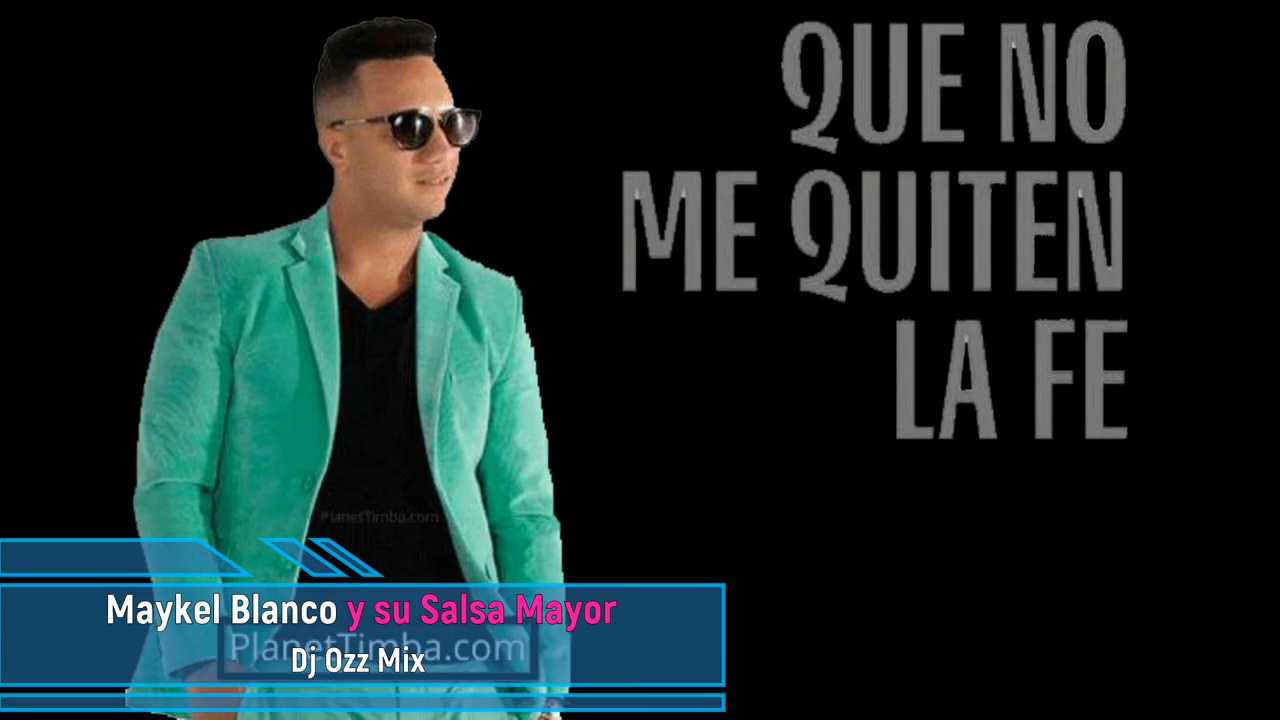 QUE NO
ME QUITEN
LA FE
PlanetTimba.com
Maykel Blanco y su Salsa Mayor
PlanetTimba.com
Dj Ozz Mix